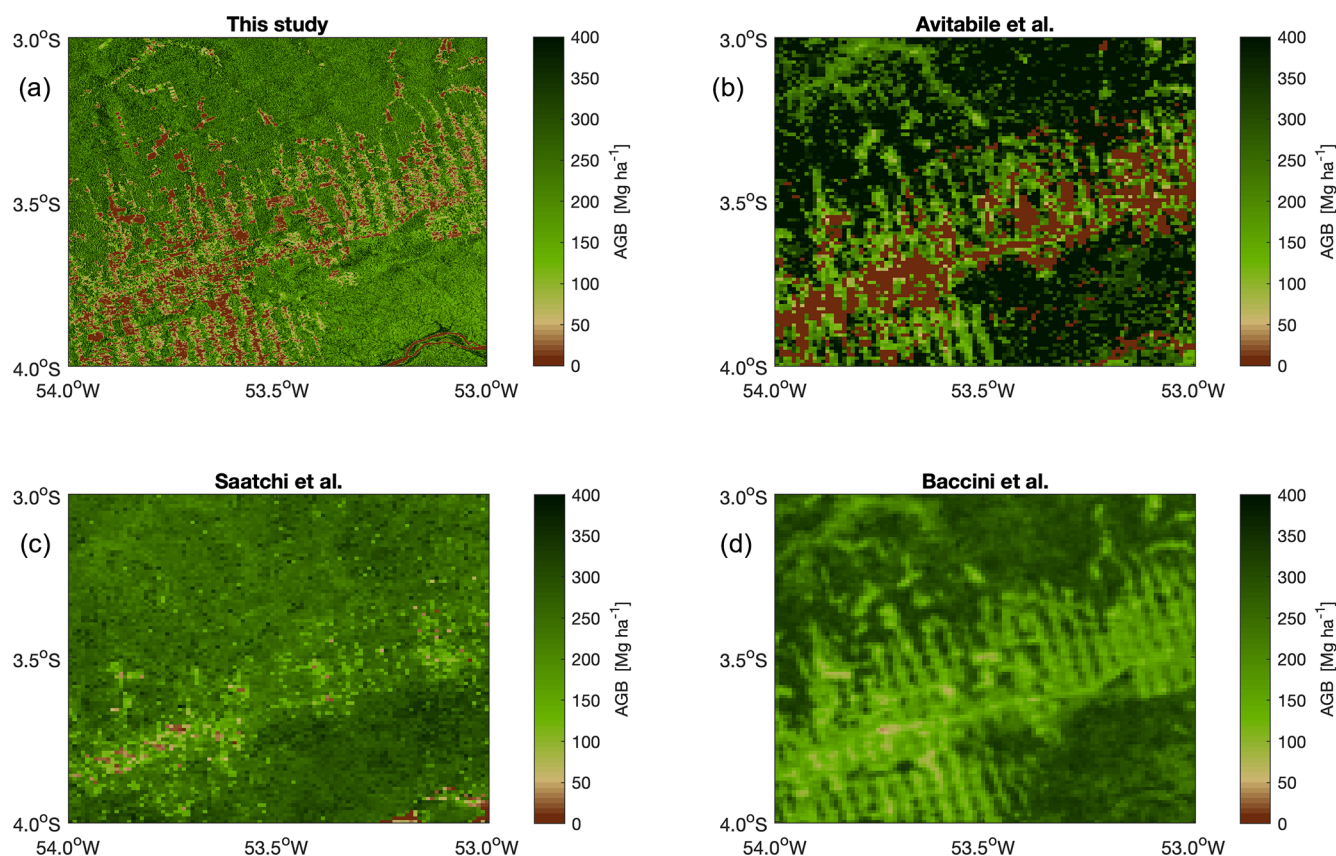 This study
(a)
3.0°S
3.5°S
4.0°S
54.0°W 53.5°W 53.0°W
400
350
300
250
200
150
100
50
0
AGB [Mg ha⁻¹]
Avitabile et al.
(b)
3.0°S
3.5°S
4.0°S
54.0°W 53.5°W 53.0°W
400
350
300
250
200
150
100
50
0
AGB [Mg ha⁻¹]
Saatchi et al.
(c)
3.0°S
3.5°S
4.0°S
54.0°W 53.5°W 53.0°W
400
350
300
250
200
150
100
50
0
AGB [Mg ha⁻¹]
Baccini et al.
(d)
3.0°S
3.5°S
4.0°S
54.0°W 53.5°W 53.0°W
400
350
300
250
200
150
100
50
0
AGB [Mg ha⁻¹]